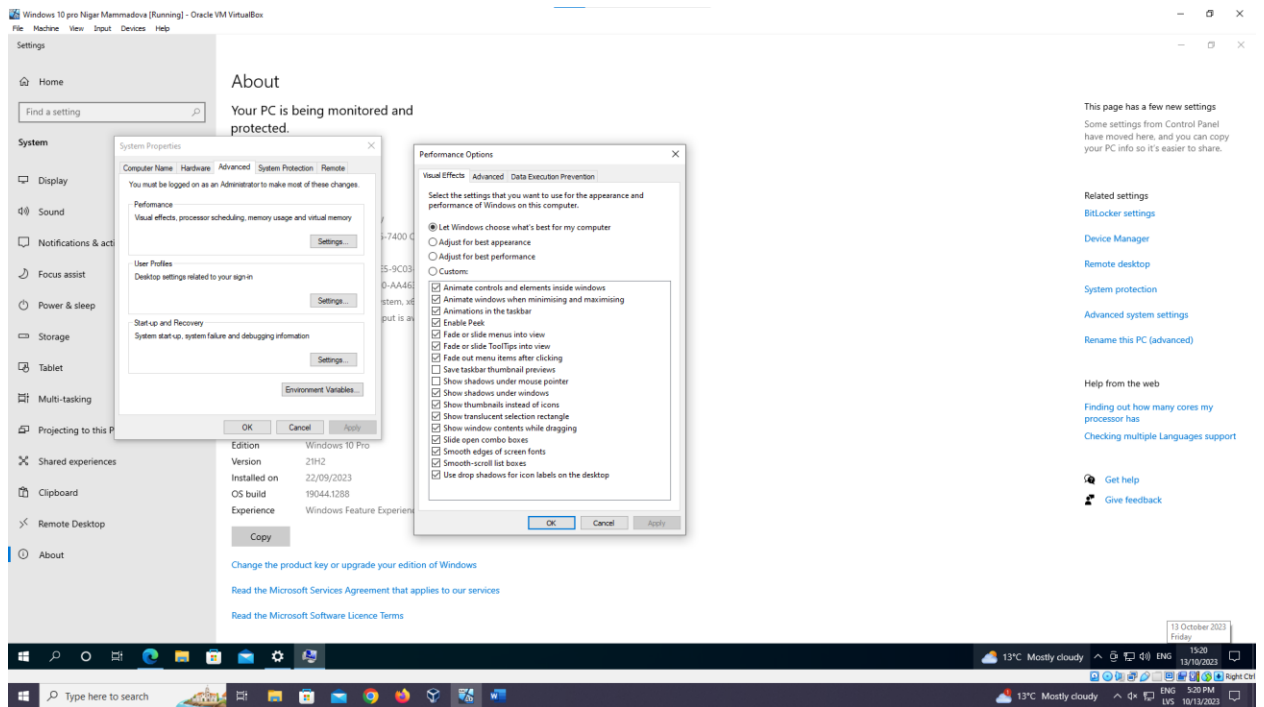 Windows 10 pro Nigar Mammadova [Running] - Oracle VM VirtualBox
File Machine View Input Devices Help
Settings
Home
Find a setting
System
Display
Sound
Notifications & acti
Focus assist
Power & sleep
Storage
Tablet
Multi-tasking
Projecting to this P
Shared experiences
Clipboard
Remote Desktop
About
About
Your PC is being monitored and
protected.
System Properties
Computer Name Hardware Advanced System Protection Remote
You must be logged on as an Administrator to make most of these changes.
Performance
Visual effects, processor scheduling, memory usage and virtual memory
Settings...
User Profiles
Desktop settings related to your sign-in
Settings...
Start-up and Recovery
System start-up, system failure and debugging information
Settings...
Environment Variables...
OK Cancel Apply
-7400 C
E5-9C03-
0-AA463
stem, x6
put is av
Performance Options
Visual Effects Advanced Data Execution Prevention
Select the settings that you want to use for the appearance and
performance of Windows on this computer.
Let Windows choose what's best for my computer
Adjust for best appearance
Adjust for best performance
Custom:
Animate controls and elements inside windows
Animate windows when minimising and maximising
Animations in the taskbar
Enable Peek
Fade or slide menus into view
Fade or slide ToolTips into view
Fade out menu items after clicking
Save taskbar thumbnail previews
Show shadows under mouse pointer
Show shadows under windows
Show thumbnails instead of icons
Show translucent selection rectangle
Show window contents while dragging
Slide open combo boxes
Smooth edges of screen fonts
Smooth-scroll list boxes
Use drop shadows for icon labels on the desktop
OK Cancel Apply
Edition Windows 10 Pro
Version 21H2
Installed on 22/09/2023
OS build 19044.1288
Experience Windows Feature Experien
Copy
Change the product key or upgrade your edition of Windows
Read the Microsoft Services Agreement that applies to our services
Read the Microsoft Software Licence Terms
This page has a few new settings
Some settings from Control Panel
have moved here, and you can copy
your PC info so it's easier to share.
Related settings
BitLocker settings
Device Manager
Remote desktop
System protection
Advanced system settings
Rename this PC (advanced)
Help from the web
Finding out how many cores my
processor has
Checking multiple Languages support
Get help
Give feedback
13 October 2023
Friday
13°C Mostly cloudy ENG 15:20
13/10/2023
Right Ctrl
Type here to search
13°C Mostly cloudy ENG 5:20 PM
LVS 10/13/2023